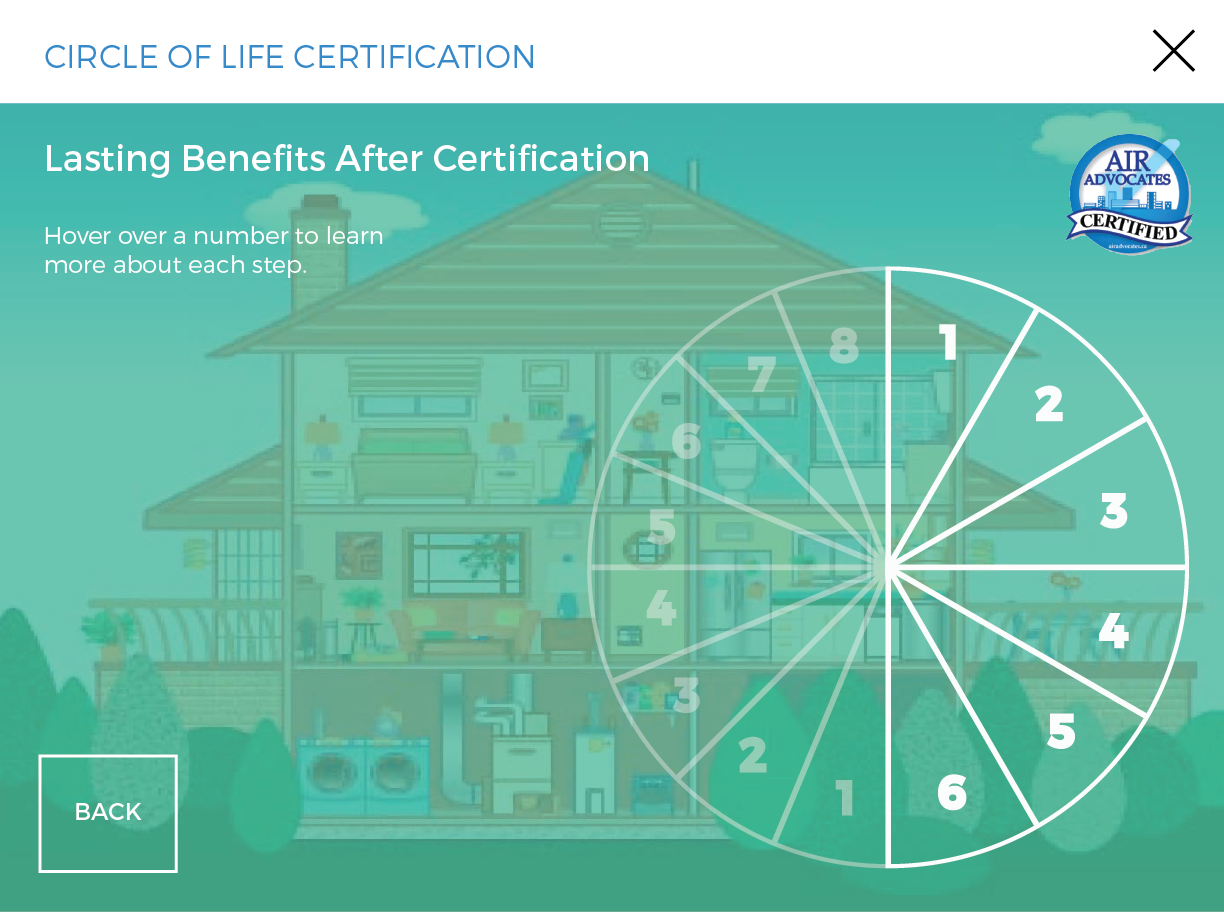 CIRCLE OF LIFE CERTIFICATION
Lasting Benefits After Certification
Hover over a number to learn
more about each step.
AIR
ADVOCATES
CERTIFIED
airadvocates.ca
8
1
7
2
6
3
5
4
4
3
5
2
6
1
BACK